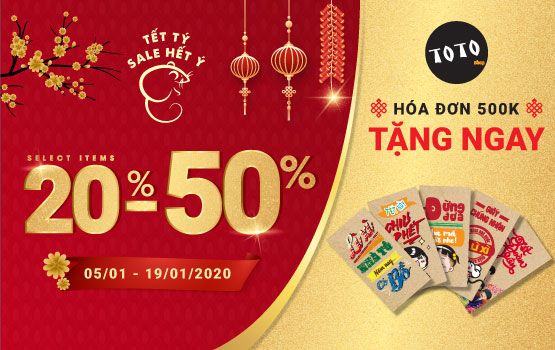 TẾT TÝ
SALE HẾT Ý
SELECT ITEMS
20%-50%
05/01 - 19/01/2020
TOTO
shop
HÓA ĐƠN 500K
TẶNG NGAY